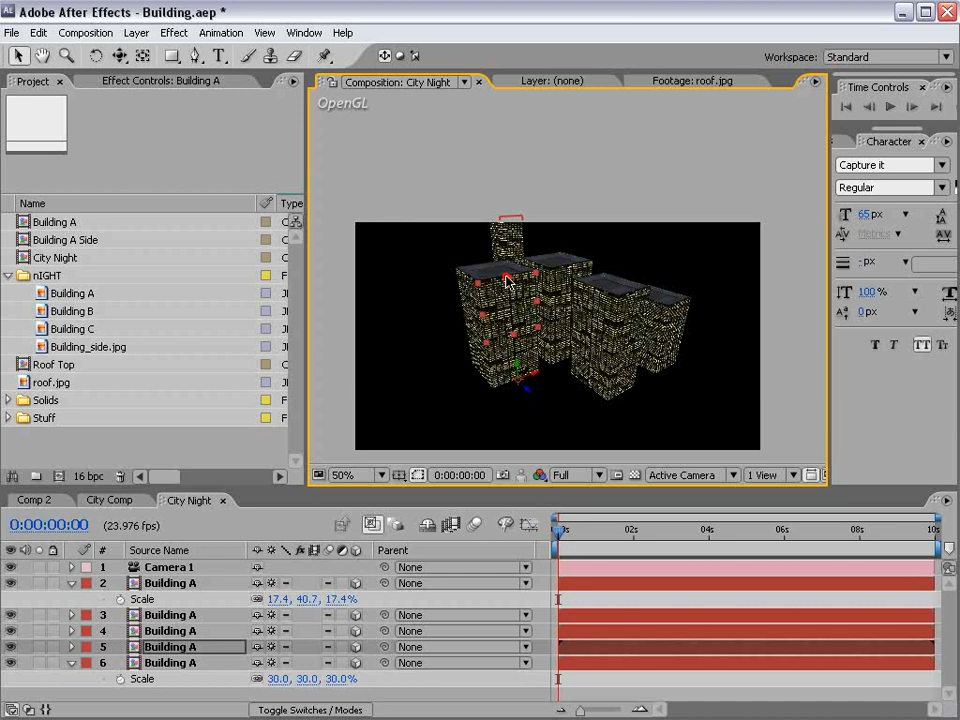 Adobe After Effects - Building.aep *
File Edit Composition Layer Effect Animation View Window Help
Workspace: Standard
Project × Effect Controls: Building A
Composition: City Night × Layer: (none) Footage: roof.jpg
Time Controls ×
OpenGL
Character ×
Capture it
Regular
65 px
Metrics
- px
100 %
0 px
T T TT Tr
Name Type
Building A
Building A Side
City Night
nIGHT
Building A
Building B
Building C
Building_side.jpg
Roof Top
roof.jpg
Solids
Stuff
16 bpc
50% 0:00:00:00 Full Active Camera 1 View
Comp 2 City Comp City Night ×
0:00:00:00 (23.976 fps)
02s 04s 06s 08s 10s
# Source Name Parent
1 Camera 1 None
2 Building A None
Scale 17.4, 40.7, 17.4%
3 Building A None
4 Building A None
5 Building A None
6 Building A None
Scale 30.0, 30.0, 30.0%
Toggle Switches / Modes